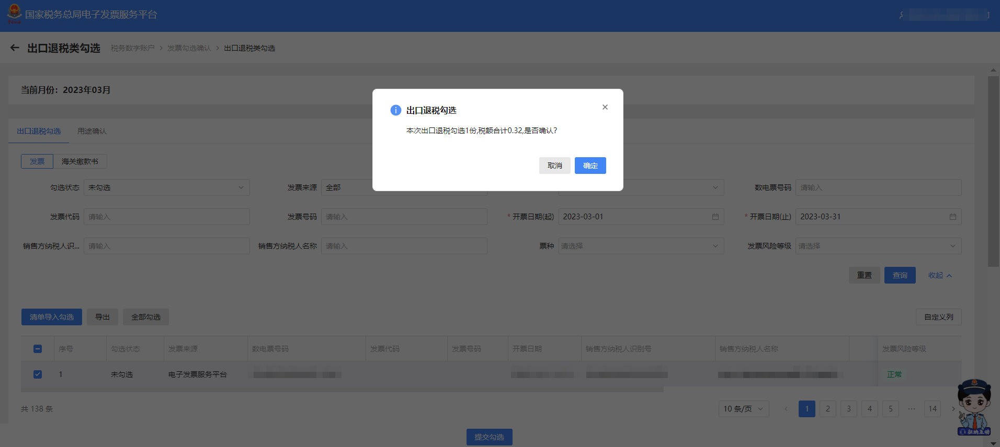 国家税务总局电子发票服务平台
出口退税类勾选 税务数字账户 > 发票勾选确认 > 出口退税类勾选
当前月份：2023年03月
出口退税勾选
本次出口退税勾选1份,税额合计0.32,是否确认?
取消 确定
出口退税勾选 用途确认
发票 海关缴款书
勾选状态 未勾选 发票来源 全部 数电票号码 请输入
发票代码 请输入 发票号码 请输入 * 开票日期(起) 2023-03-01 * 开票日期(止) 2023-03-31
销售方纳税人识... 请输入 销售方纳税人名称 请输入 票种 请选择 发票风险等级 请选择
重置 查询 收起
清单导入勾选 导出 全部勾选 自定义列
序号 勾选状态 发票来源 数电票号码 发票代码 发票号码 开票日期 销售方纳税人识别号 销售方纳税人名称 发票风险等级
1 未勾选 电子发票服务平台 正常
共 138 条 10 条/页 < 1 2 3 4 5 ··· 14 >
征纳互动
提交勾选